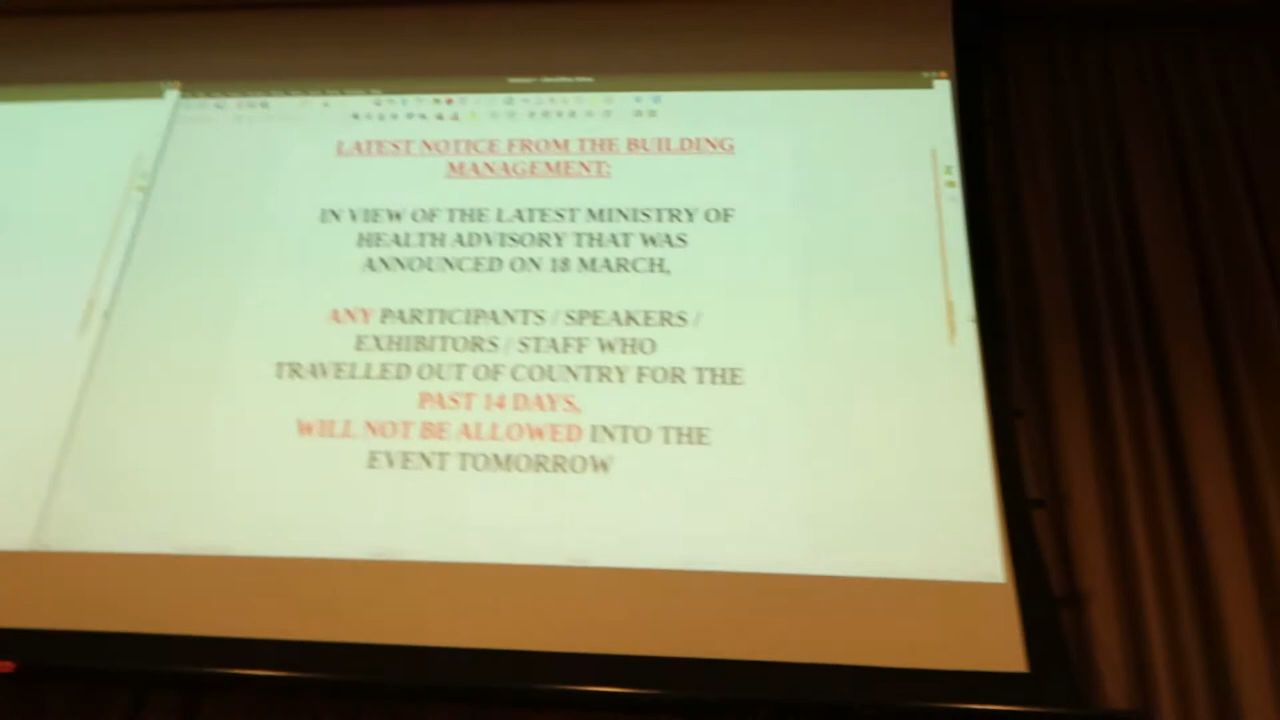 LATEST NOTICE FROM THE BUILDING
MANAGEMENT:
IN VIEW OF THE LATEST MINISTRY OF
HEALTH ADVISORY THAT WAS
ANNOUNCED ON 18 MARCH,
ANY PARTICIPANTS / SPEAKERS /
EXHIBITORS / STAFF WHO
TRAVELLED OUT OF COUNTRY FOR THE
PAST 14 DAYS,
WILL NOT BE ALLOWED INTO THE
EVENT TOMORROW